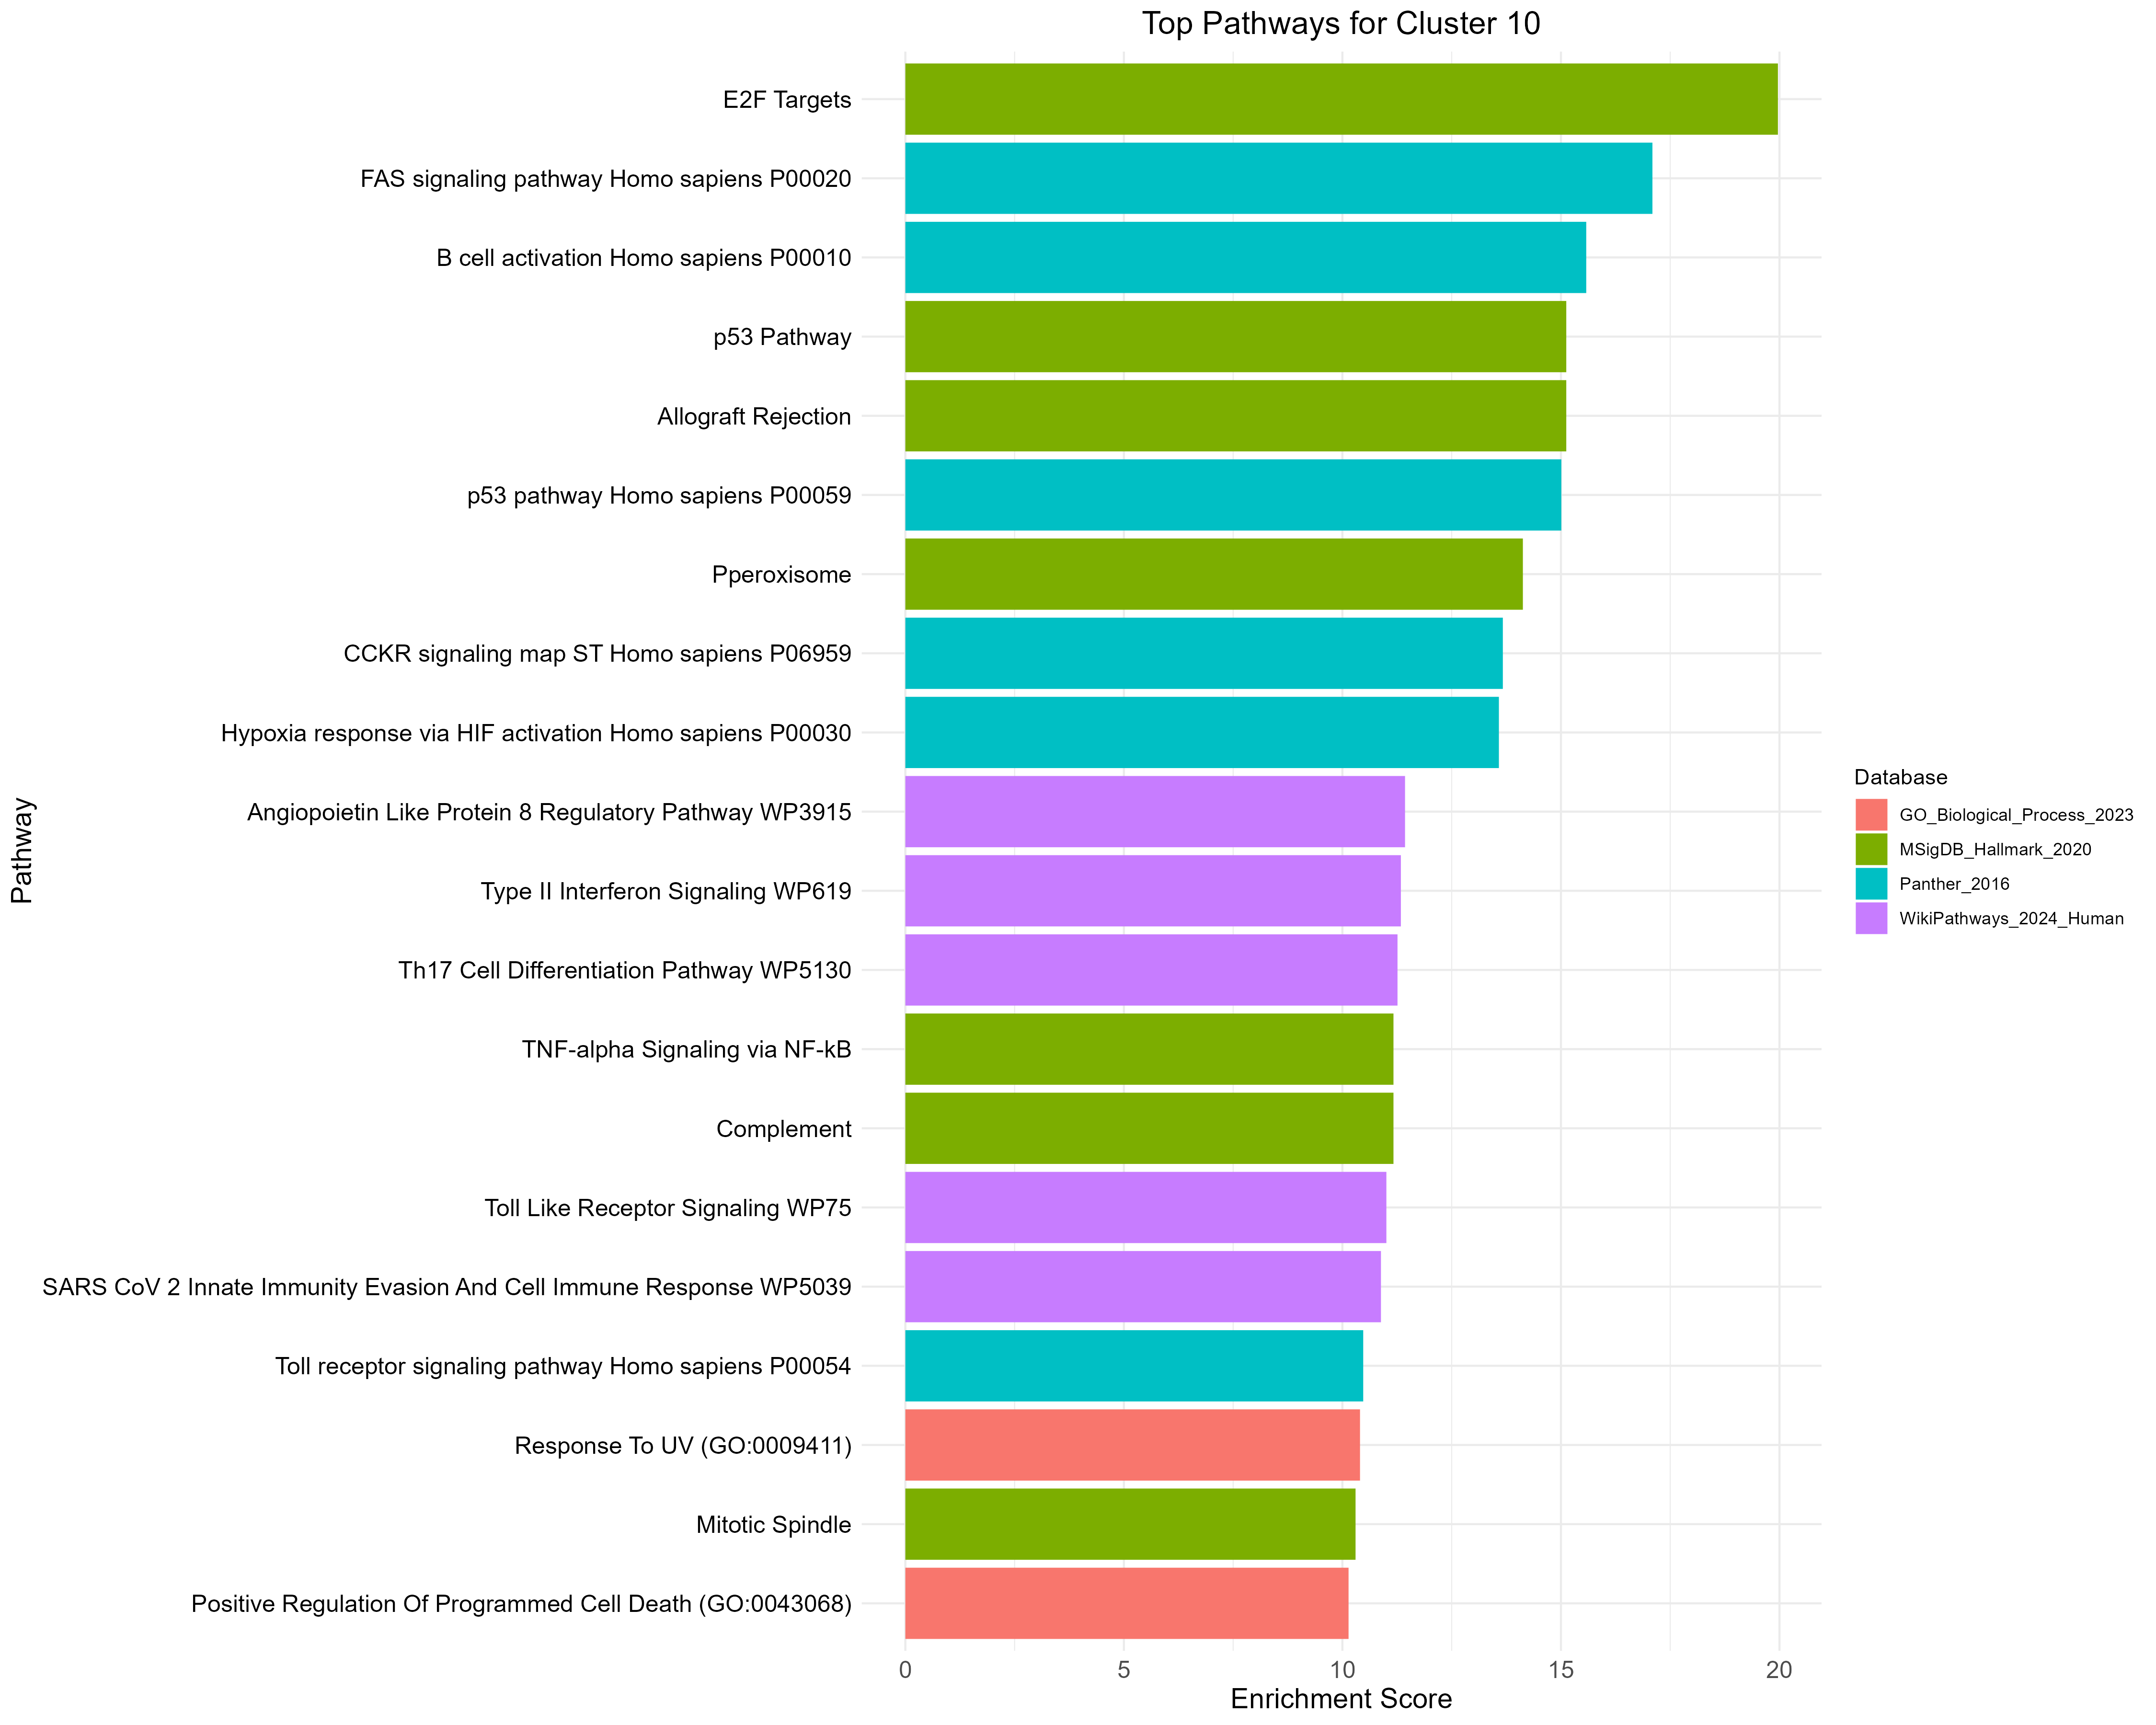 Top Pathways for Cluster 10
Pathway
E2F Targets
FAS signaling pathway Homo sapiens P00020
B cell activation Homo sapiens P00010
p53 Pathway
Allograft Rejection
p53 pathway Homo sapiens P00059
Pperoxisome
CCKR signaling map ST Homo sapiens P06959
Hypoxia response via HIF activation Homo sapiens P00030
Angiopoietin Like Protein 8 Regulatory Pathway WP3915
Type II Interferon Signaling WP619
Th17 Cell Differentiation Pathway WP5130
TNF-alpha Signaling via NF-kB
Complement
Toll Like Receptor Signaling WP75
SARS CoV 2 Innate Immunity Evasion And Cell Immune Response WP5039
Toll receptor signaling pathway Homo sapiens P00054
Response To UV (GO:0009411)
Mitotic Spindle
Positive Regulation Of Programmed Cell Death (GO:0043068)
0 5 10 15 20
Enrichment Score
Database
GO_Biological_Process_2023
MSigDB_Hallmark_2020
Panther_2016
WikiPathways_2024_Human